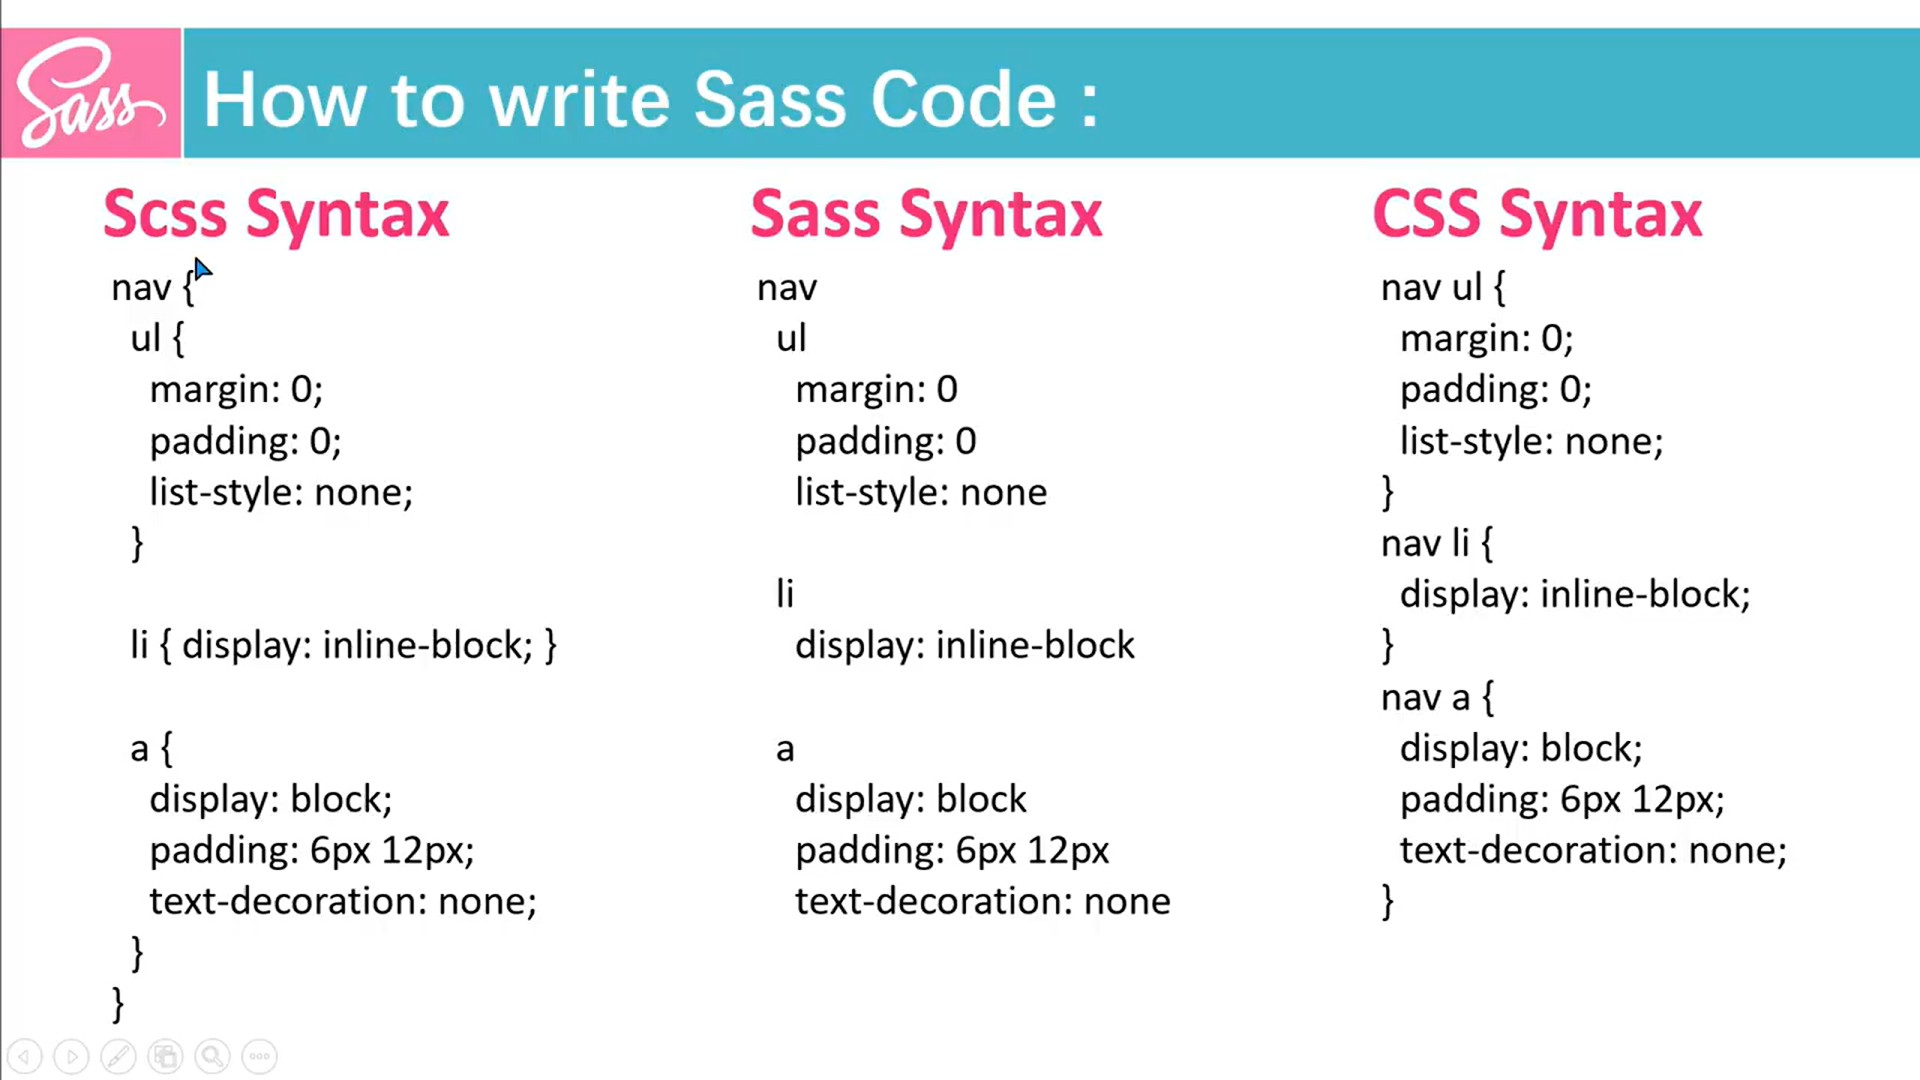 Sass
How to write Sass Code :
Scss Syntax
nav {
ul {
margin: 0;
padding: 0;
list-style: none;
}
li { display: inline-block; }
a {
display: block;
padding: 6px 12px;
text-decoration: none;
}
}
Sass Syntax
nav
ul
margin: 0
padding: 0
list-style: none
li
display: inline-block
a
display: block
padding: 6px 12px
text-decoration: none
CSS Syntax
nav ul {
margin: 0;
padding: 0;
list-style: none;
}
nav li {
display: inline-block;
}
nav a {
display: block;
padding: 6px 12px;
text-decoration: none;
}